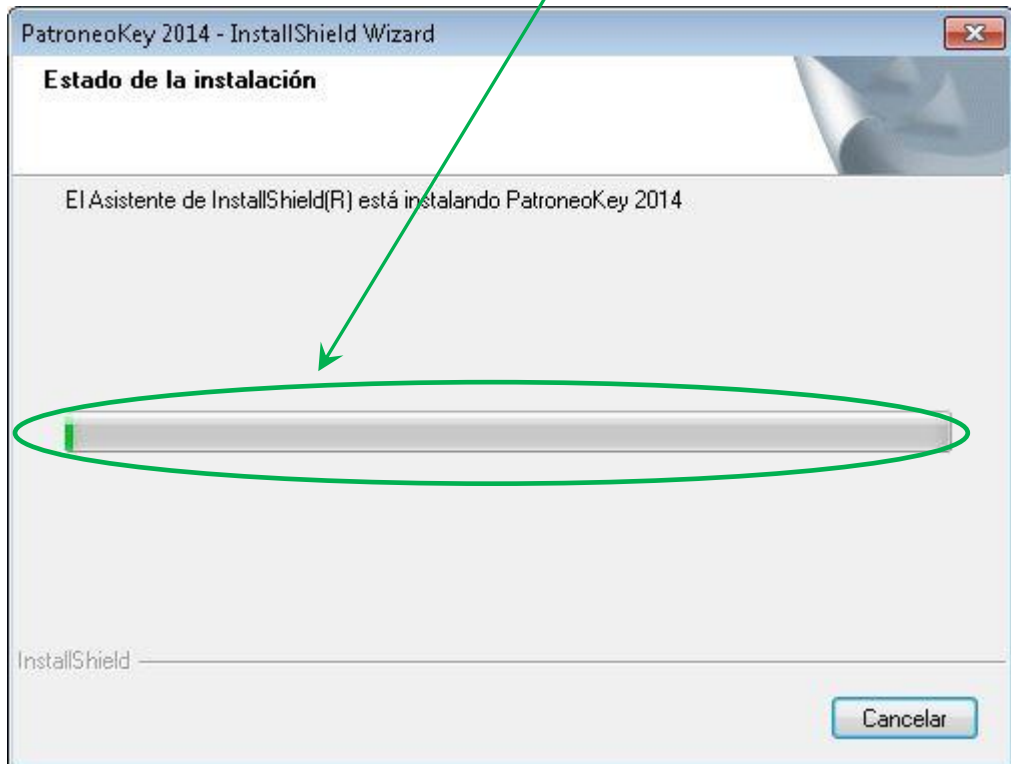 PatroneoKey 2014 - InstallShield Wizard
Estado de la instalación
El Asistente de InstallShield(R) está instalando PatroneoKey 2014
InstallShield
Cancelar